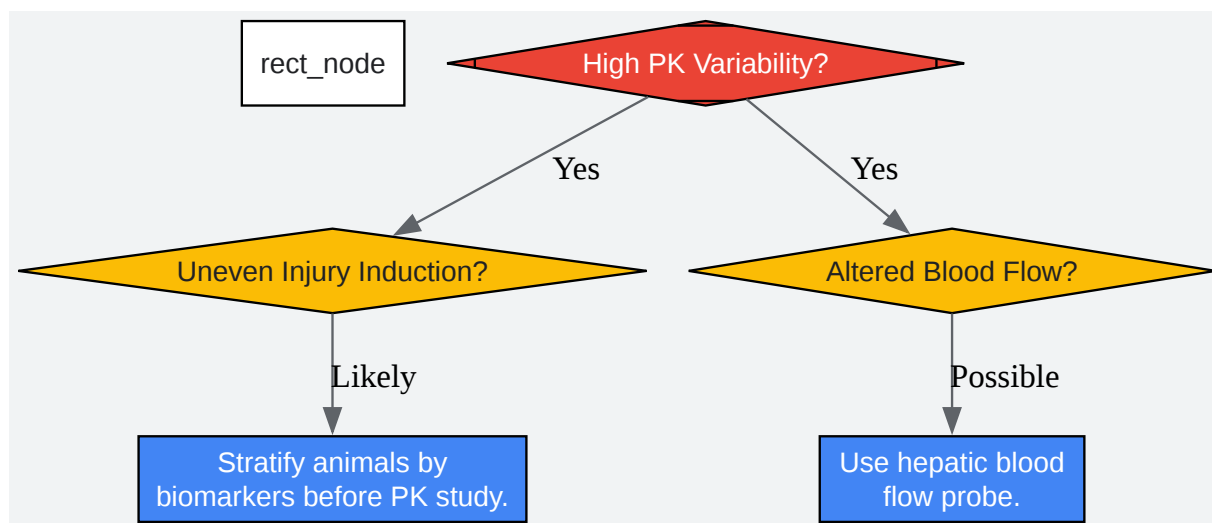 rect_node
High PK Variability?
Yes
Yes
Uneven Injury Induction?
Altered Blood Flow?
Likely
Possible
Stratify animals by
biomarkers before PK study.
Use hepatic blood
flow probe.